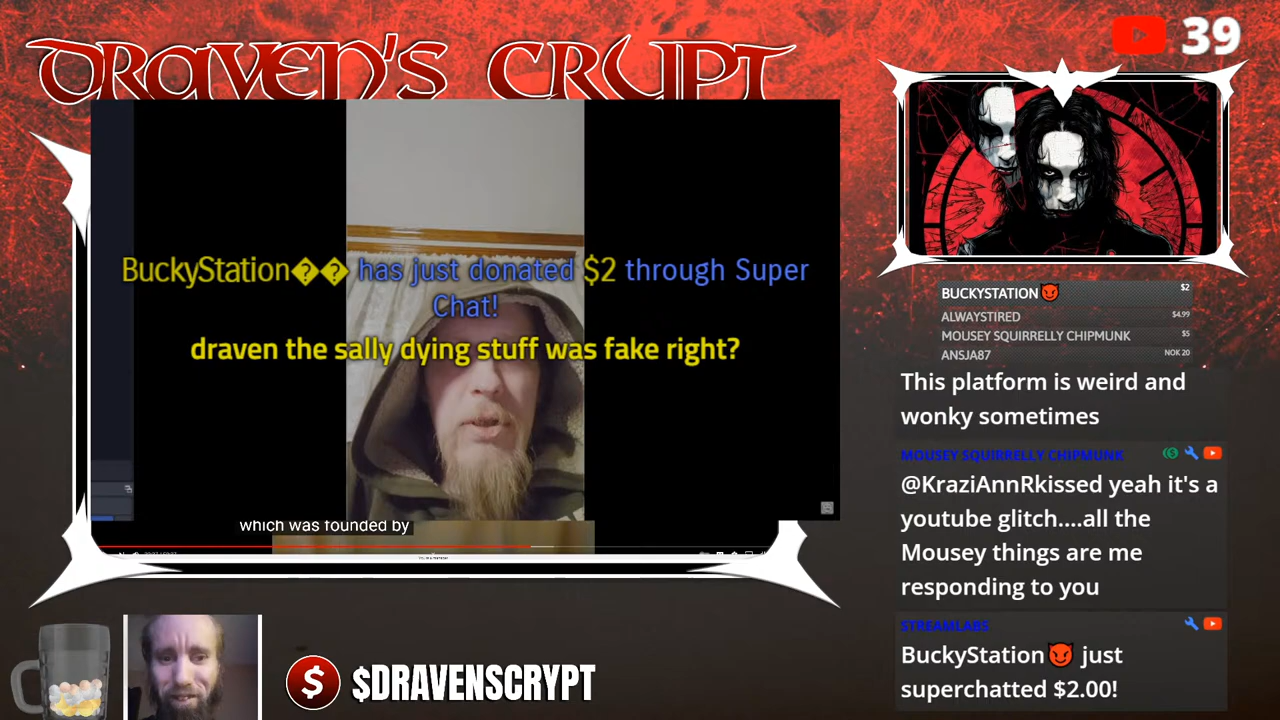 DRAVEN'S CRYPT
39
BuckyStation�� has just donated $2 through Super
Chat!
draven the sally dying stuff was fake right?
which was founded by
BUCKYSTATION😈 $2
ALWAYSTIRED $4.99
MOUSEY SQUIRRELLY CHIPMUNK $5
ANSJA87 NOK 20
This platform is weird and
wonky sometimes
MOUSEY SQUIRRELLY CHIPMUNK
@KraziAnnRkissed yeah it's a
youtube glitch....all the
Mousey things are me
responding to you
STREAMLABS
BuckyStation😈 just
superchatted $2.00!
$ $DRAVENSCRYPT